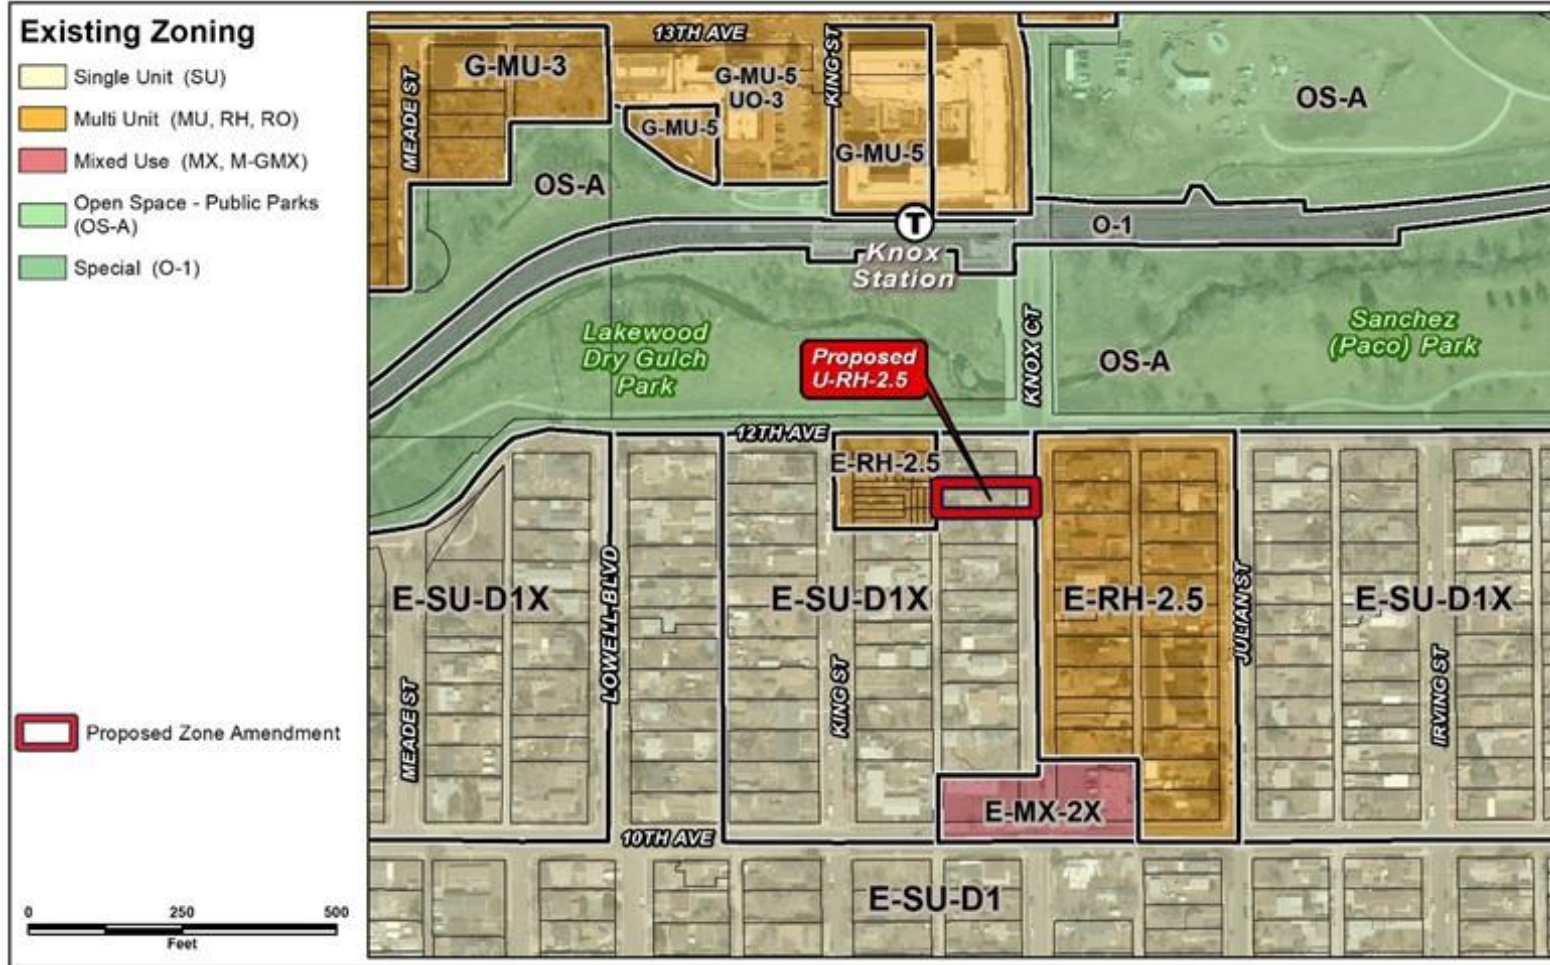 Existing Zoning
Single Unit (SU)
Multi Unit (MU, RH, RO)
Mixed Use (MX, M-GMX)
Open Space - Public Parks
(OS-A)
Special (O-1)
Proposed Zone Amendment
0 250 500
Feet
13TH AVE
KING ST
G-MU-3
G-MU-5
UO-3
MEADE ST
G-MU-5
G-MU-5
OS-A
OS-A
T
O-1
Knox
Station
Lakewood
Dry Gulch
Park
Proposed
U-RH-2.5
KNOX CT
OS-A
Sanchez
(Paco) Park
12TH AVE
E-RH-2.5
E-SU-D1X
LOWELL BLVD
E-SU-D1X
E-RH-2.5
JULIAN ST
E-SU-D1X
MEADE ST
KING ST
IRVING ST
E-MX-2X
10TH AVE
E-SU-D1